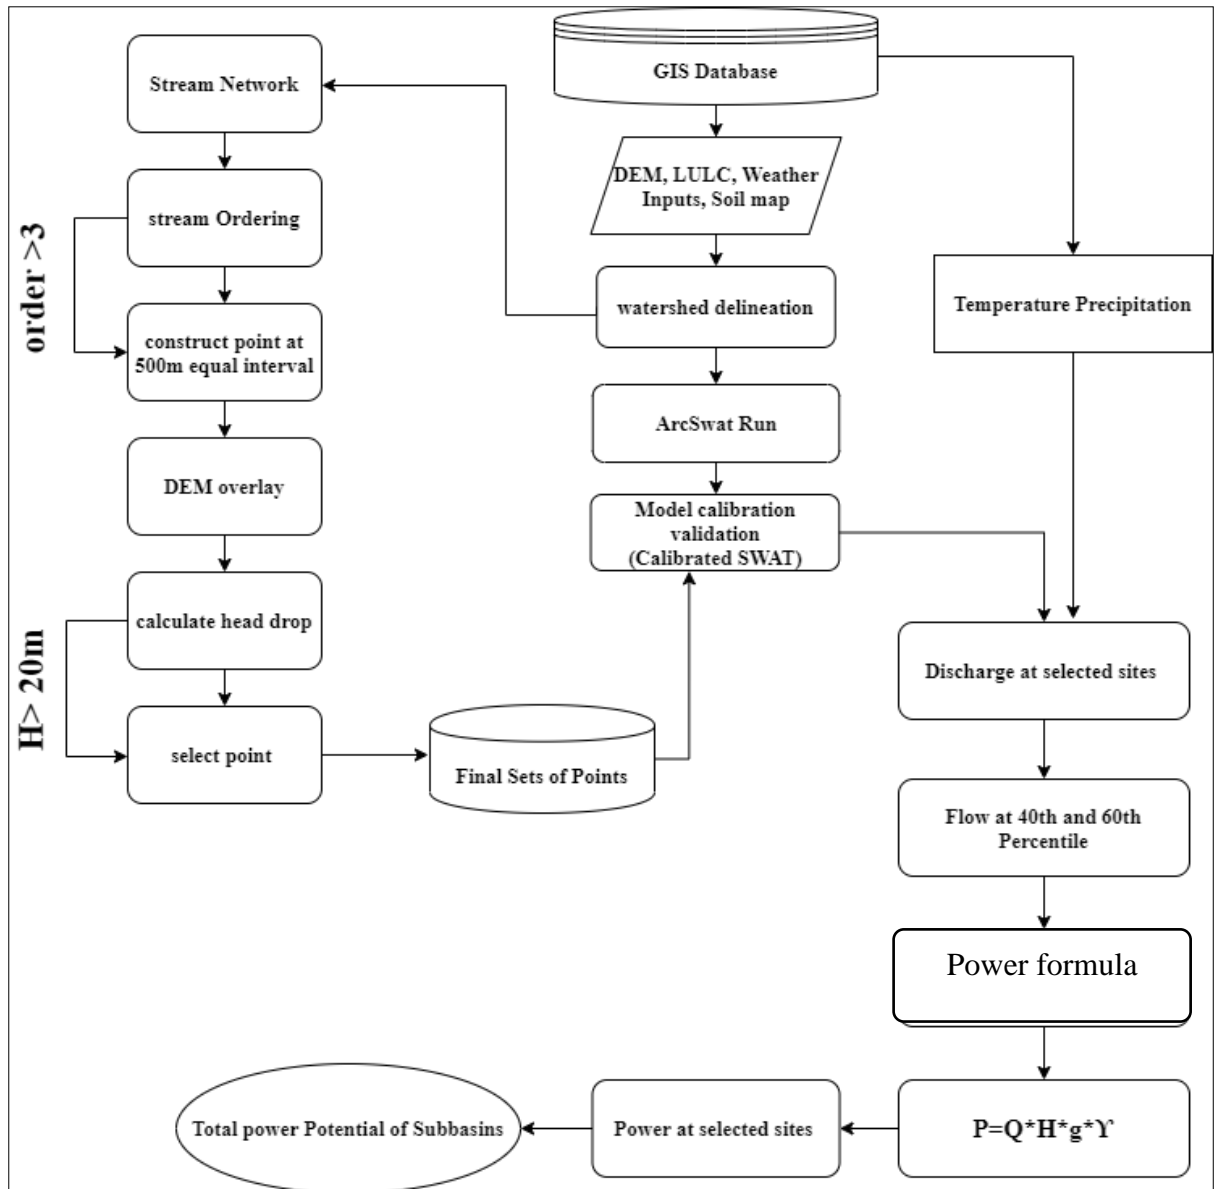 GIS Database
Stream Network
DEM, LULC, Weather
Inputs, Soil map
stream Ordering
order >3
watershed delineation
Temperature Precipitation
construct point at
500m equal interval
ArcSwat Run
DEM overlay
Model calibration
validation
(Calibrated SWAT)
calculate head drop
H> 20m
Discharge at selected sites
select point
Final Sets of Points
Flow at 40th and 60th
Percentile
Power formula
Total power Potential of Subbasins
Power at selected sites
P=Q*H*g*ϒ